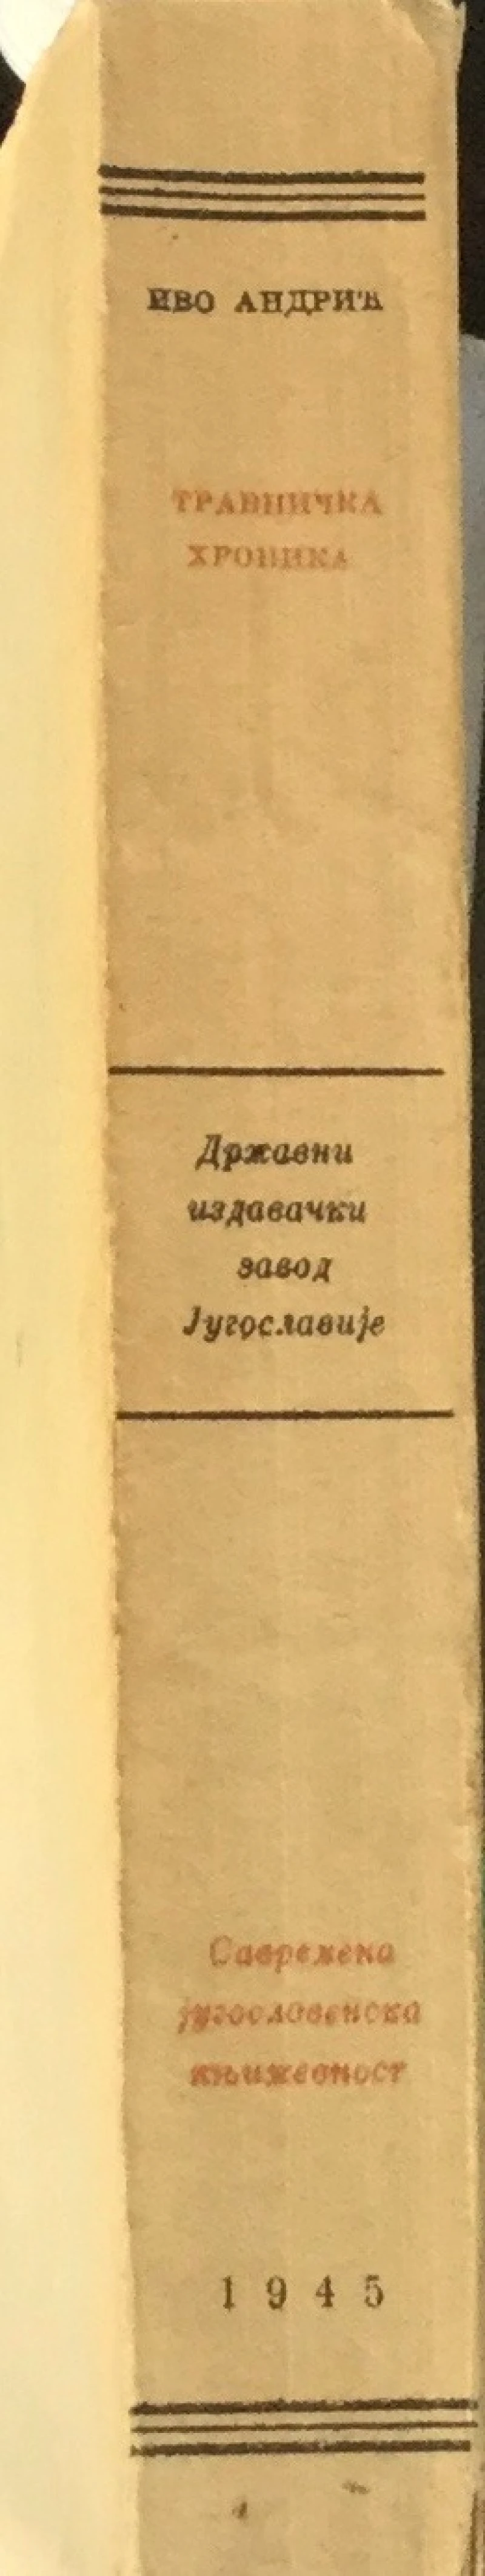 ИВО АНДРИЋ
ТРАВНИЧКА
ХРОНИКА
Државни
издавачки
завод
Југославије
Савремена
југословенска
књижевност
1945